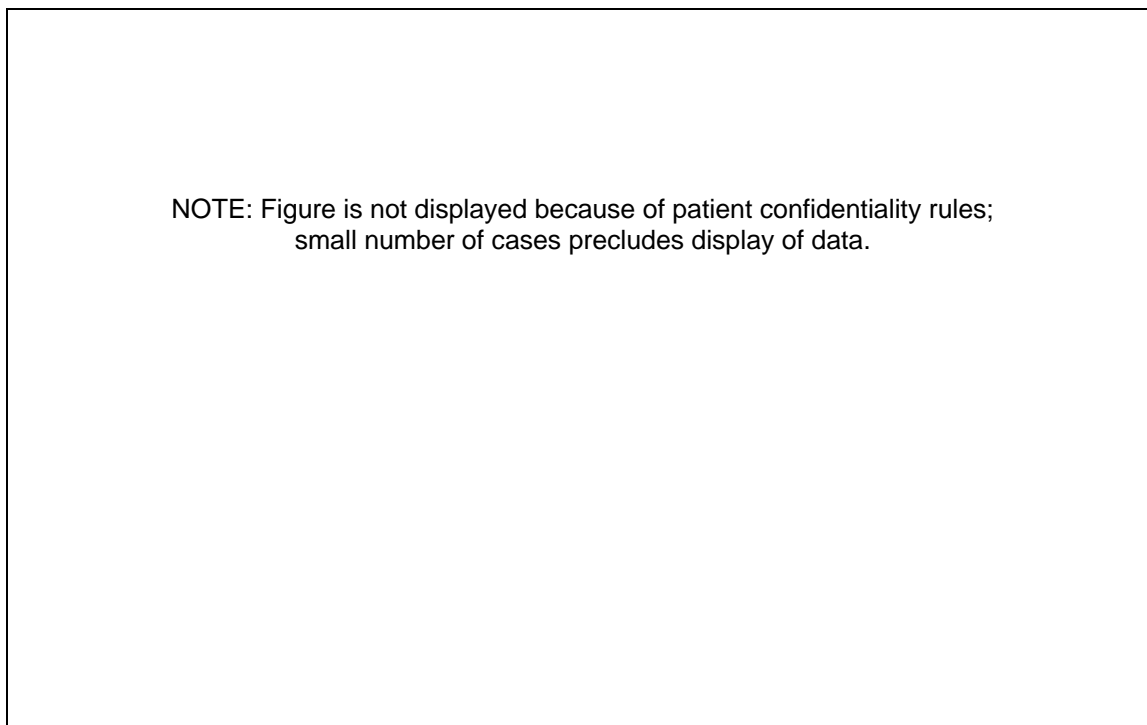 NOTE: Figure is not displayed because of patient confidentiality rules;
small number of cases precludes display of data.